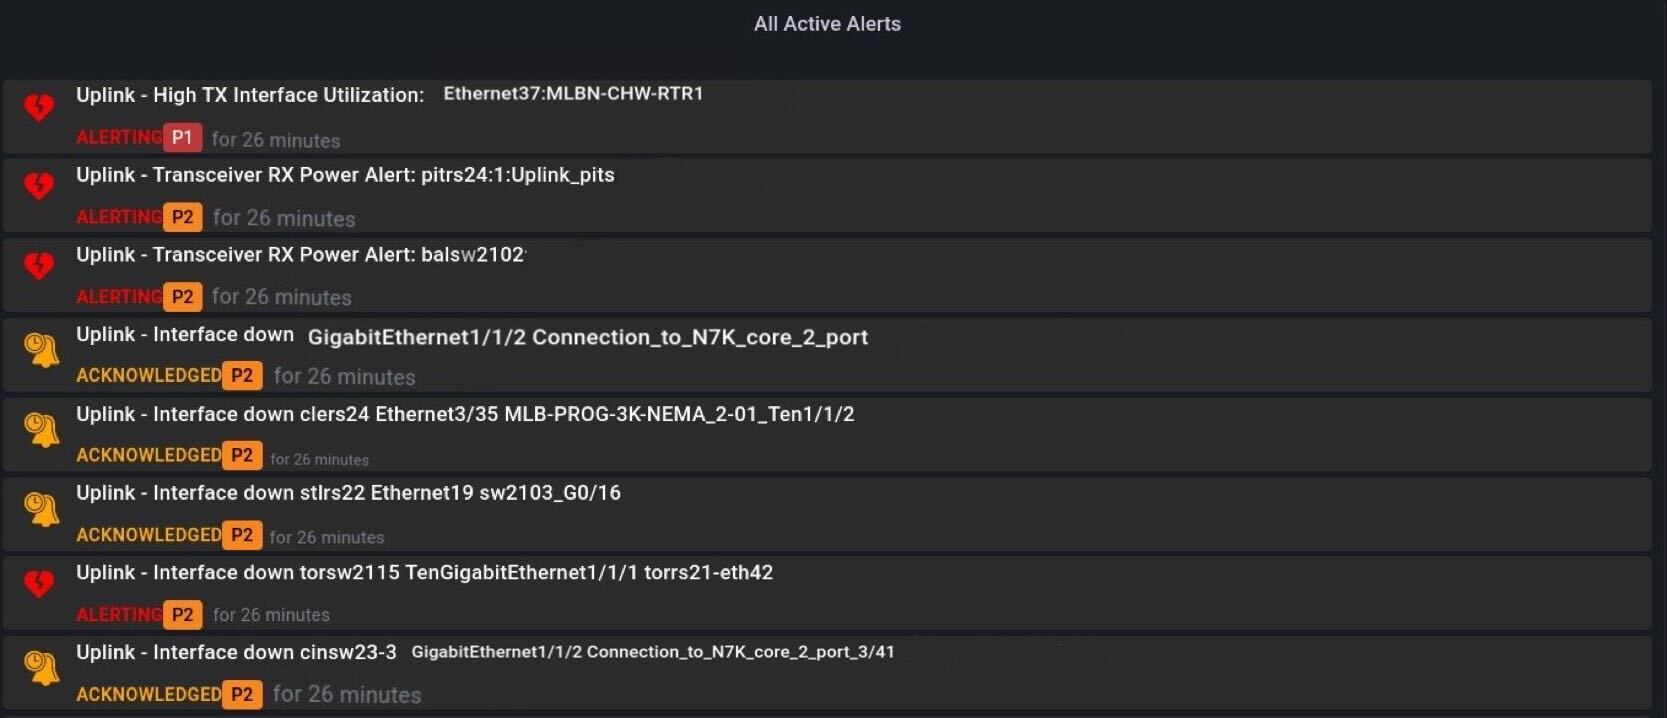 All Active Alerts
Uplink - High TX Interface Utilization: Ethernet37:MLBN-CHW-RTR1
ALERTING P1 for 26 minutes
Uplink - Transceiver RX Power Alert: pitrs24:1:Uplink_pits
ALERTING P2 for 26 minutes
Uplink - Transceiver RX Power Alert: balsw2102
ALERTING P2 for 26 minutes
Uplink - Interface down GigabitEthernet1/1/2 Connection_to_N7K_core_2_port
ACKNOWLEDGED P2 for 26 minutes
Uplink - Interface down clers24 Ethernet3/35 MLB-PROG-3K-NEMA_2-01_Ten1/1/2
ACKNOWLEDGED P2 for 26 minutes
Uplink - Interface down stlrs22 Ethernet19 sw2103_G0/16
ACKNOWLEDGED P2 for 26 minutes
Uplink - Interface down torsw2115 TenGigabitEthernet1/1/1 torrs21-eth42
ALERTING P2 for 26 minutes
Uplink - Interface down cinsw23-3 GigabitEthernet1/1/2 Connection_to_N7K_core_2_port_3/41
ACKNOWLEDGED P2 for 26 minutes